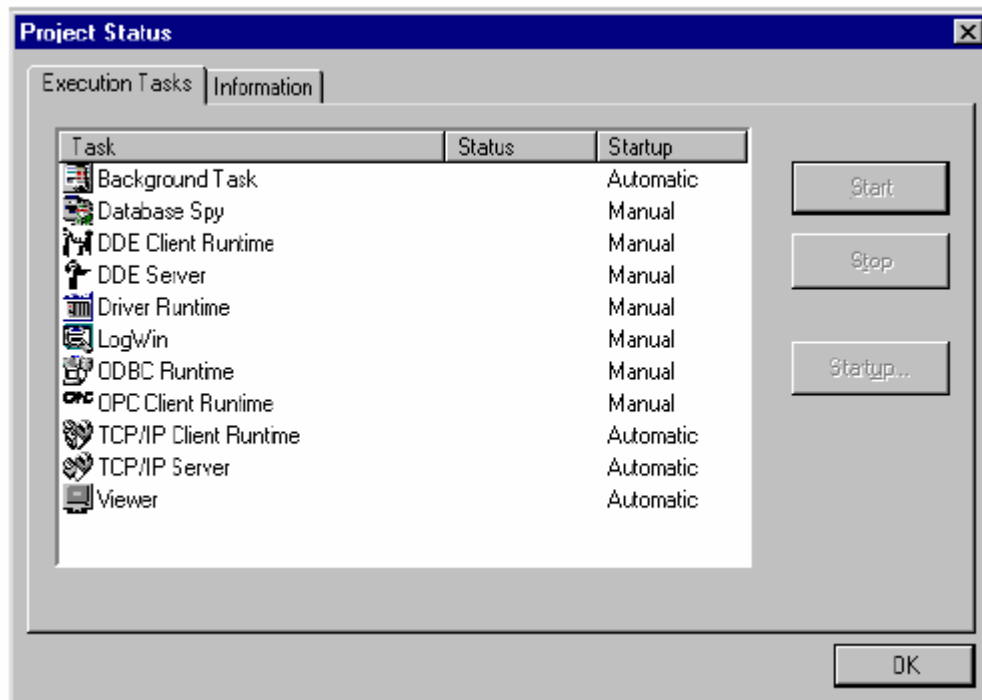 Project Status
Execution Tasks Information
Task Status Startup
Background Task Automatic
Database Spy Manual
DDE Client Runtime Manual
DDE Server Manual
Driver Runtime Manual
LogWin Manual
ODBC Runtime Manual
OPC OPC Client Runtime Manual
TCP/IP Client Runtime Automatic
TCP/IP Server Automatic
Viewer Automatic
Start
Stop
Startup...
OK